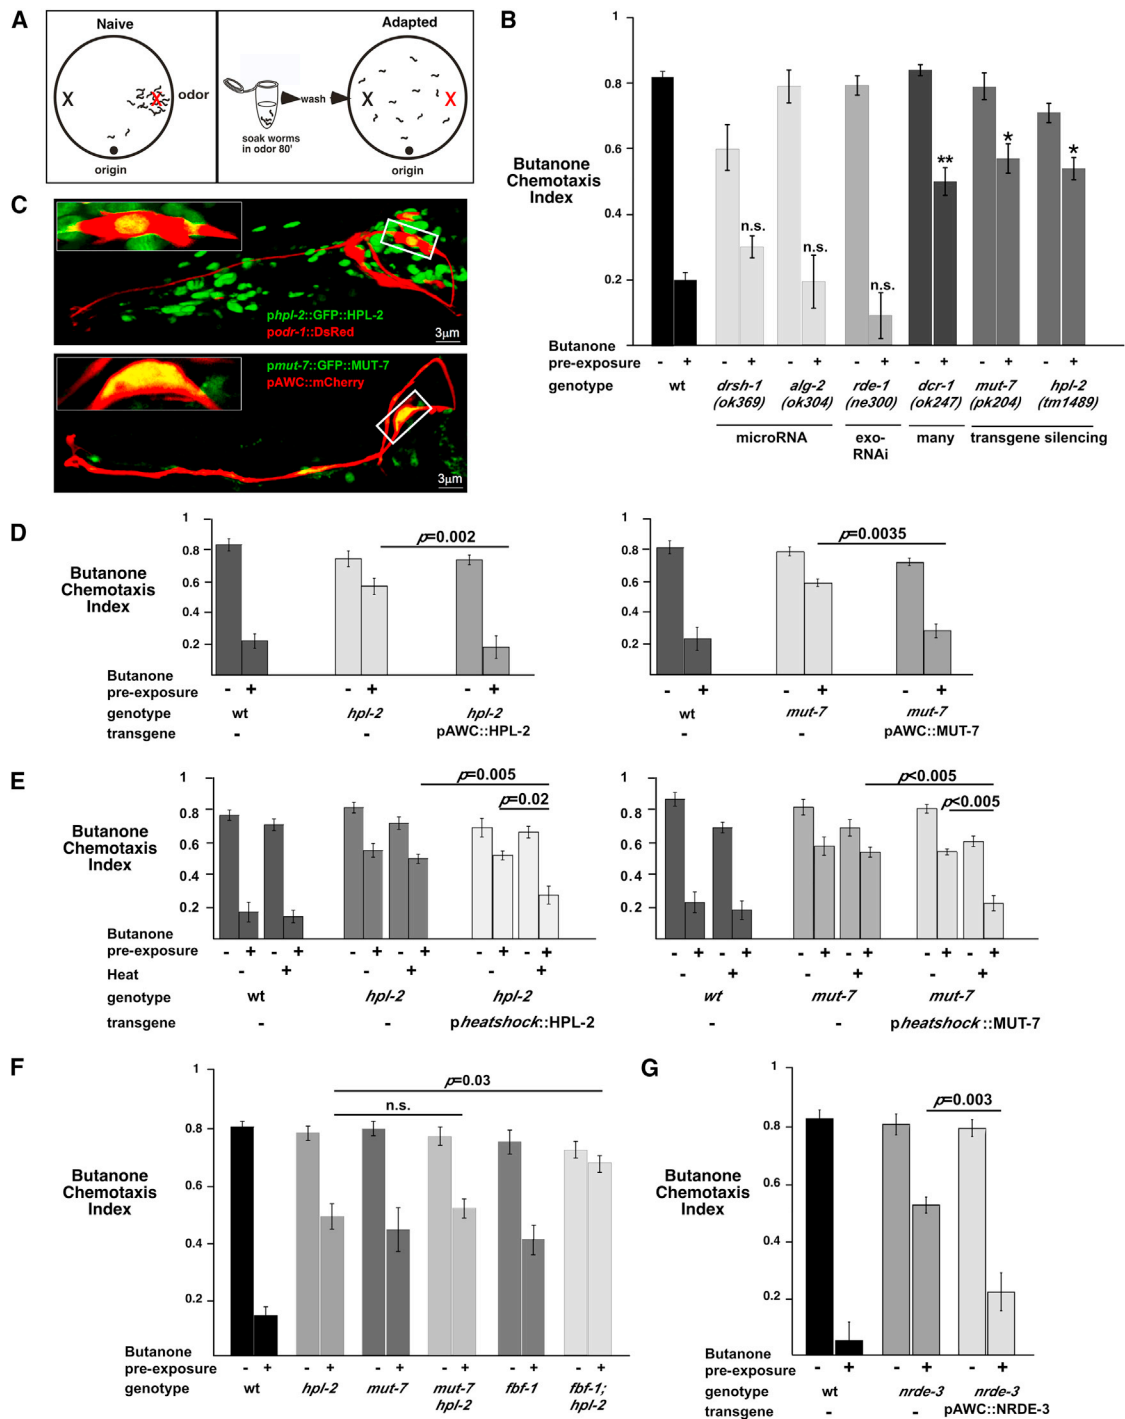 A
Naive
X
X
odor
origin
soak worms
in odor 80'
wash
Adapted
X
X
origin
B
1
0.8
0.6
0.4
0.2
Butanone
Chemotaxis
Index
n.s.
n.s.
n.s.
**
*
*
Butanone
pre-exposure - + - + - + - + - + - + - +
genotype wt drsh-1 alg-2 rde-1 dcr-1 mut-7 hpl-2
(ok369) (ok304) (ne300) (ok247) (pk204) (tm1489)
microRNA exo- many transgene silencing
RNAi
C
phpl-2::GFP::HPL-2
podr-1::DsRed
3μm
pmut-7::GFP::MUT-7
pAWC::mCherry
3μm
D
1
0.8
0.6
0.4
0.2
Butanone
Chemotaxis
Index
p=0.002
Butanone
pre-exposure - + - + - +
genotype wt hpl-2 hpl-2
transgene - - pAWC::HPL-2
1
0.8
0.6
0.4
0.2
p=0.0035
- + - + - +
wt mut-7 mut-7
- - pAWC::MUT-7
E
1
0.8
0.6
0.4
0.2
Butanone
Chemotaxis
Index
p=0.005
p=0.02
Butanone
pre-exposure - + - + - + - + - + - +
Heat - + - + - +
genotype wt hpl-2 hpl-2
transgene - - pheatshock::HPL-2
1
0.8
0.6
0.4
0.2
p<0.005
p<0.005
- + - + - + - + - + - +
- + - + - +
wt mut-7 mut-7
- - pheatshock::MUT-7
F
1
0.8
0.6
0.4
0.2
Butanone
Chemotaxis
Index
p=0.03
n.s.
Butanone
pre-exposure - + - + - + - + - + - +
genotype wt hpl-2 mut-7 mut-7 fbf-1 fbf-1;
hpl-2 hpl-2
G
1
0.8
0.6
0.4
0.2
Butanone
Chemotaxis
Index
p=0.003
Butanone
pre-exposure - + - + - +
genotype wt nrde-3 nrde-3
transgene - - pAWC::NRDE-3